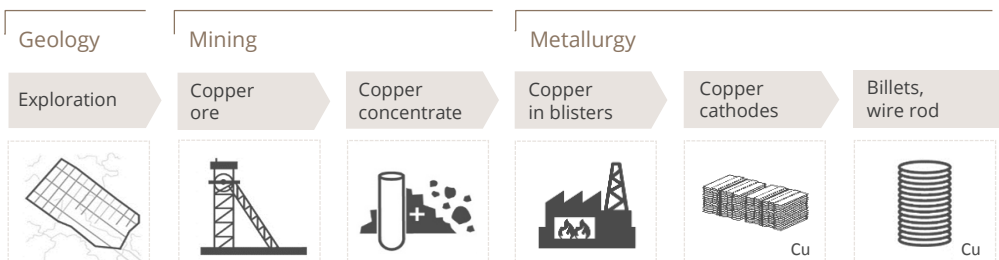 Geology
Mining
Metallurgy
Exploration
Copper
ore
Copper
concentrate
Copper
in blisters
Copper
cathodes
Billets,
wire rod
Cu
Cu